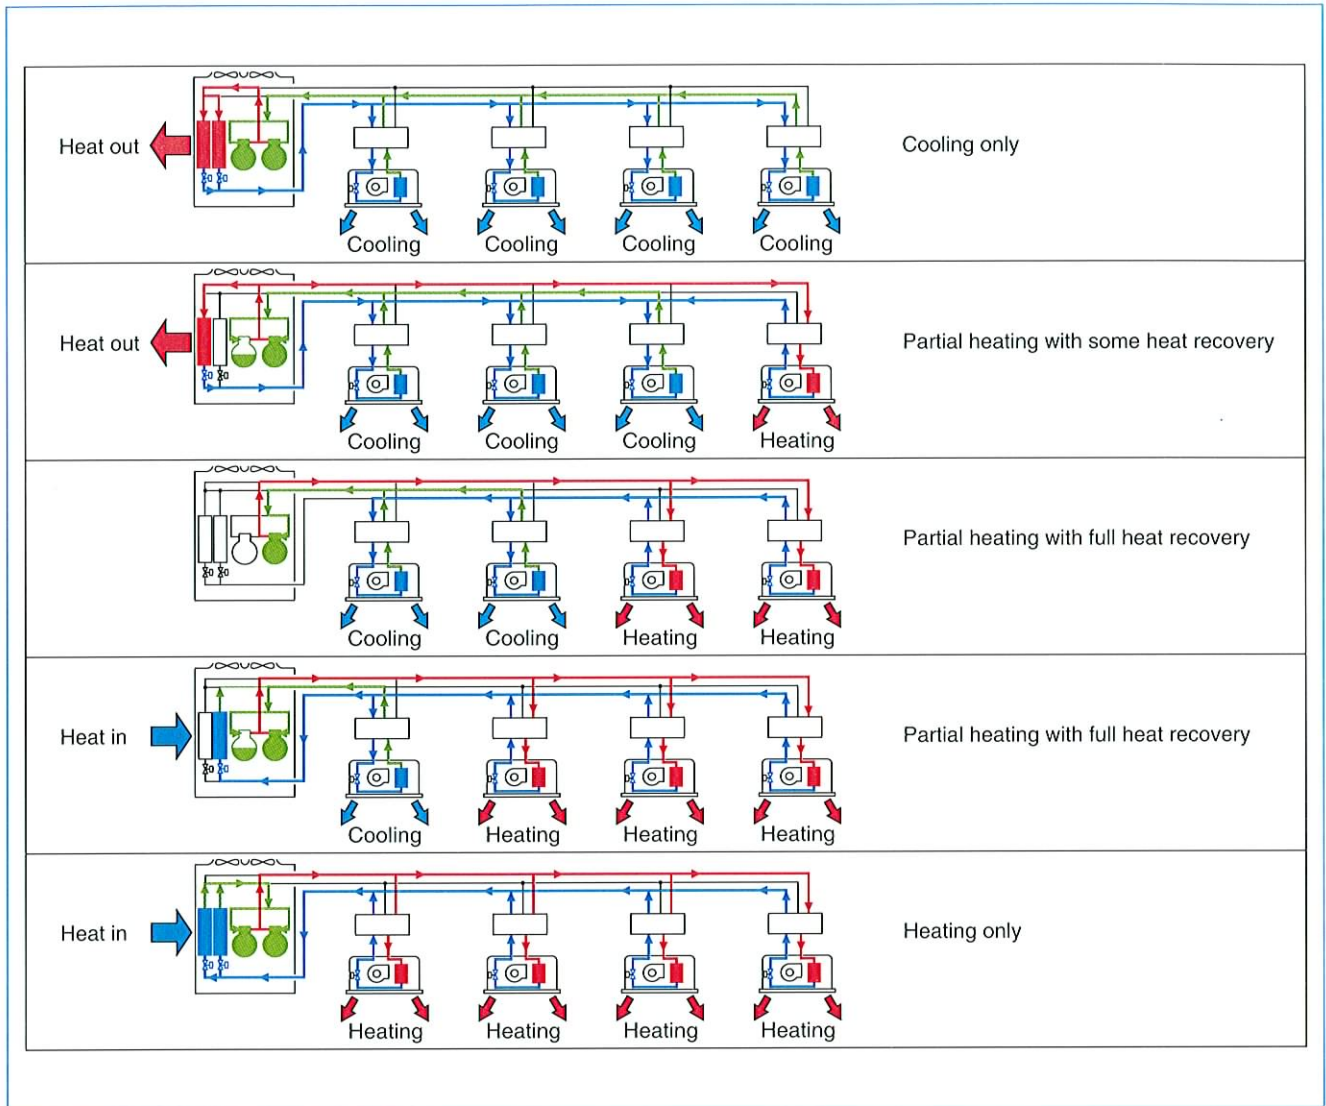 Heat out
Cooling only
Cooling Cooling Cooling Cooling
Heat out
Partial heating with some heat recovery
Cooling Cooling Cooling Heating
Partial heating with full heat recovery
Cooling Cooling Heating Heating
Heat in
Partial heating with full heat recovery
Cooling Heating Heating Heating
Heat in
Heating only
Heating Heating Heating Heating